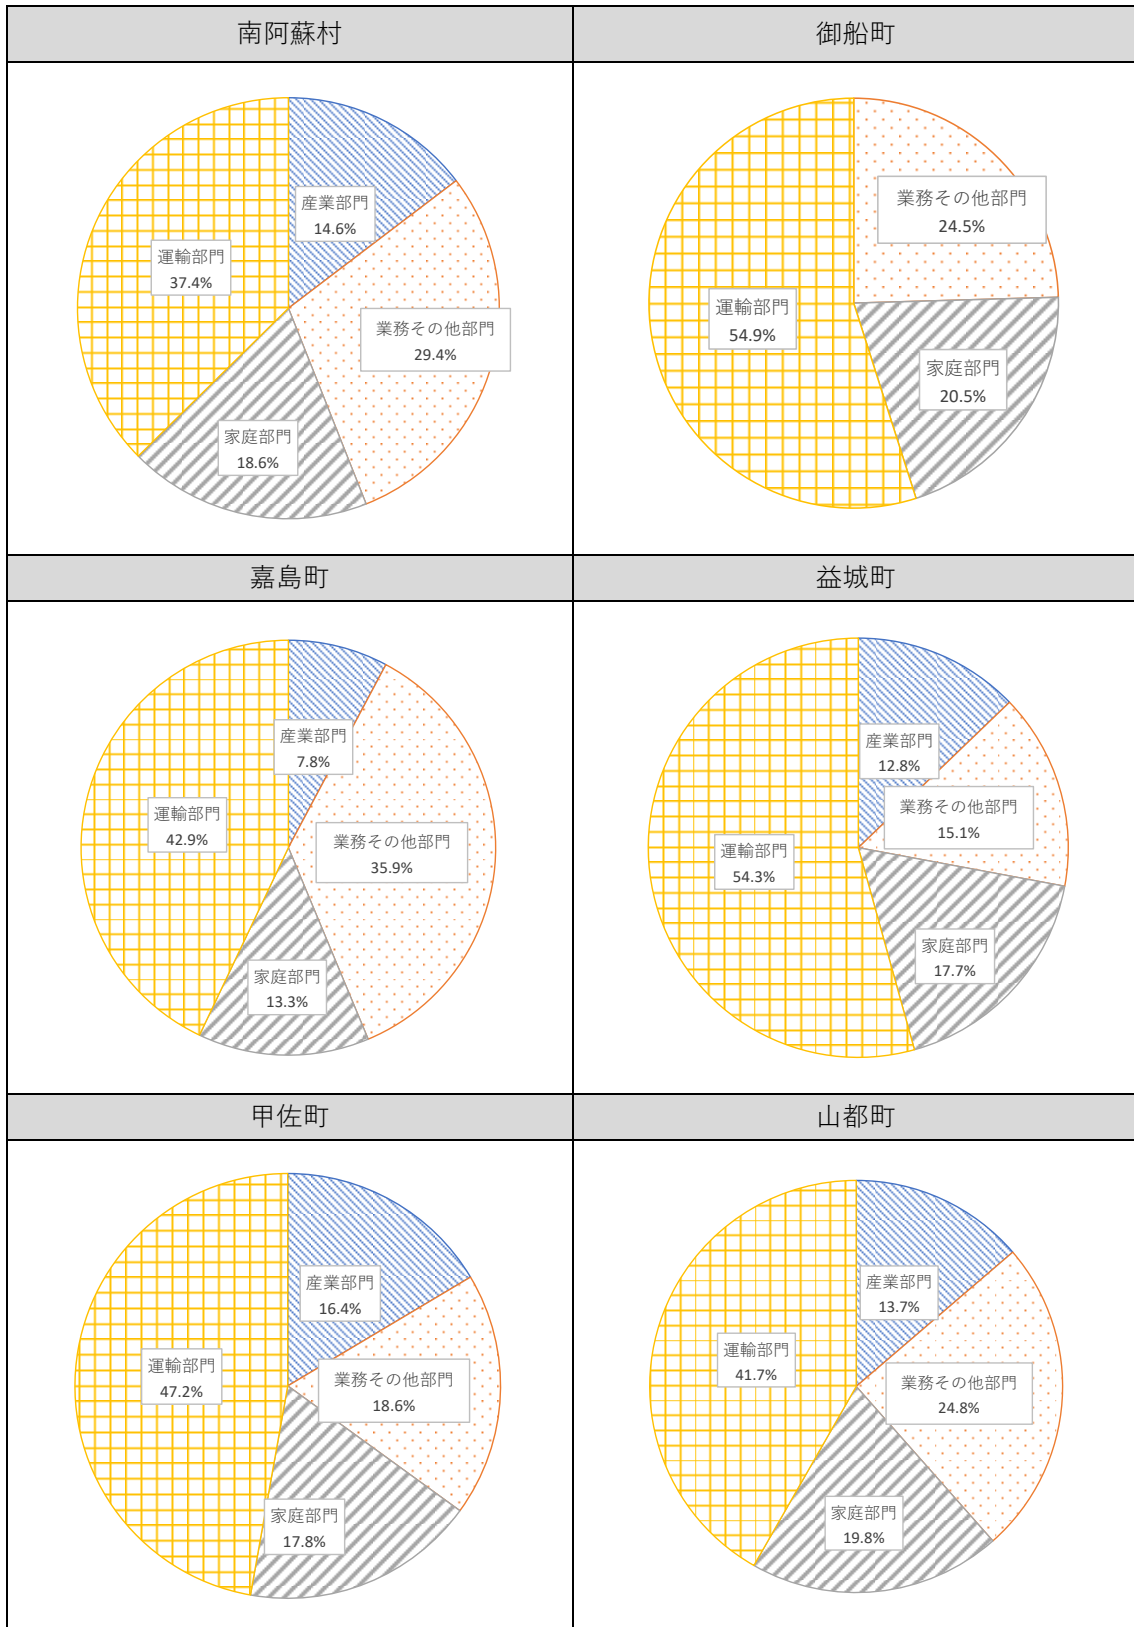 南阿蘇村
御船町
産業部門
14.6%
業務その他部門
29.4%
家庭部門
18.6%
運輸部門
37.4%
業務その他部門
24.5%
家庭部門
20.5%
運輸部門
54.9%
嘉島町
益城町
産業部門
7.8%
業務その他部門
35.9%
家庭部門
13.3%
運輸部門
42.9%
産業部門
12.8%
業務その他部門
15.1%
家庭部門
17.7%
運輸部門
54.3%
甲佐町
山都町
産業部門
16.4%
業務その他部門
18.6%
家庭部門
17.8%
運輸部門
47.2%
産業部門
13.7%
業務その他部門
24.8%
家庭部門
19.8%
運輸部門
41.7%